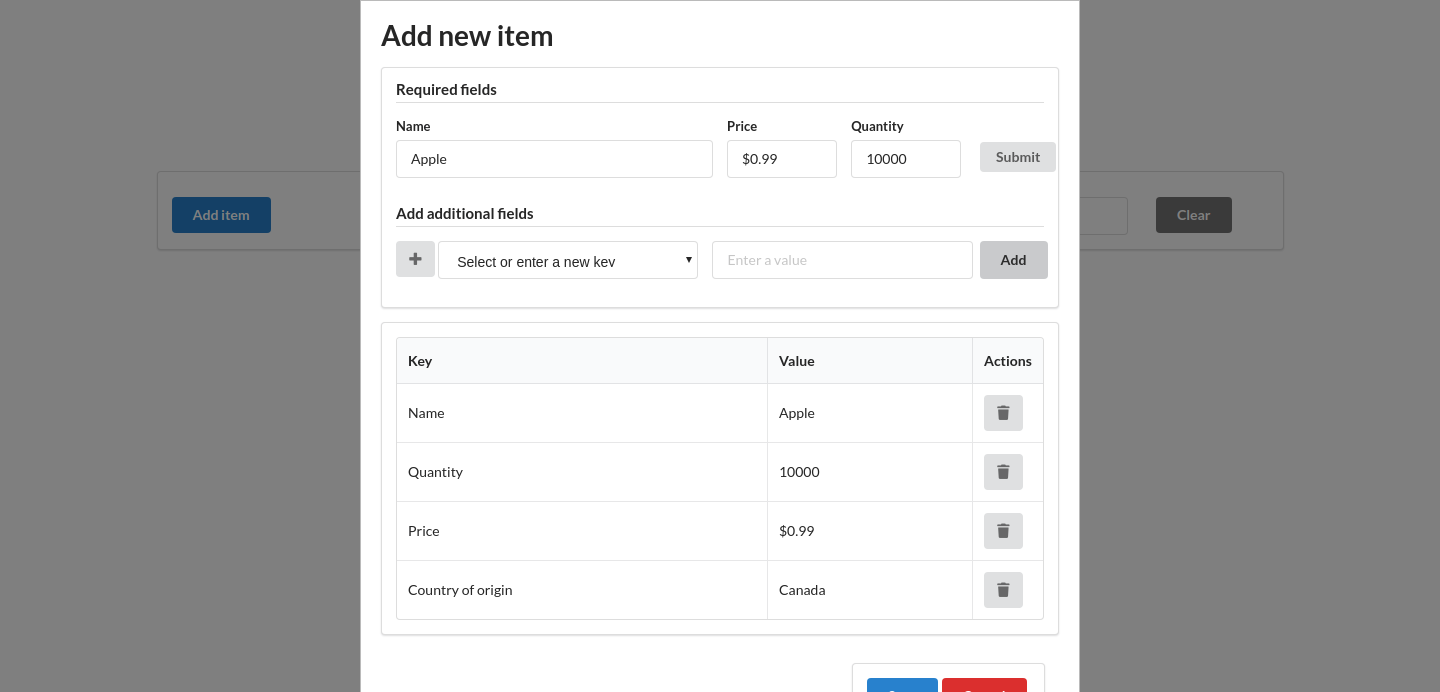 Add new item
Required fields
Name Price Quantity
Apple $0.99 10000 Submit
Add item Clear
Add additional fields
Select or enter a new key Enter a value Add
Key Value Actions
Name Apple
Quantity 10000
Price $0.99
Country of origin Canada